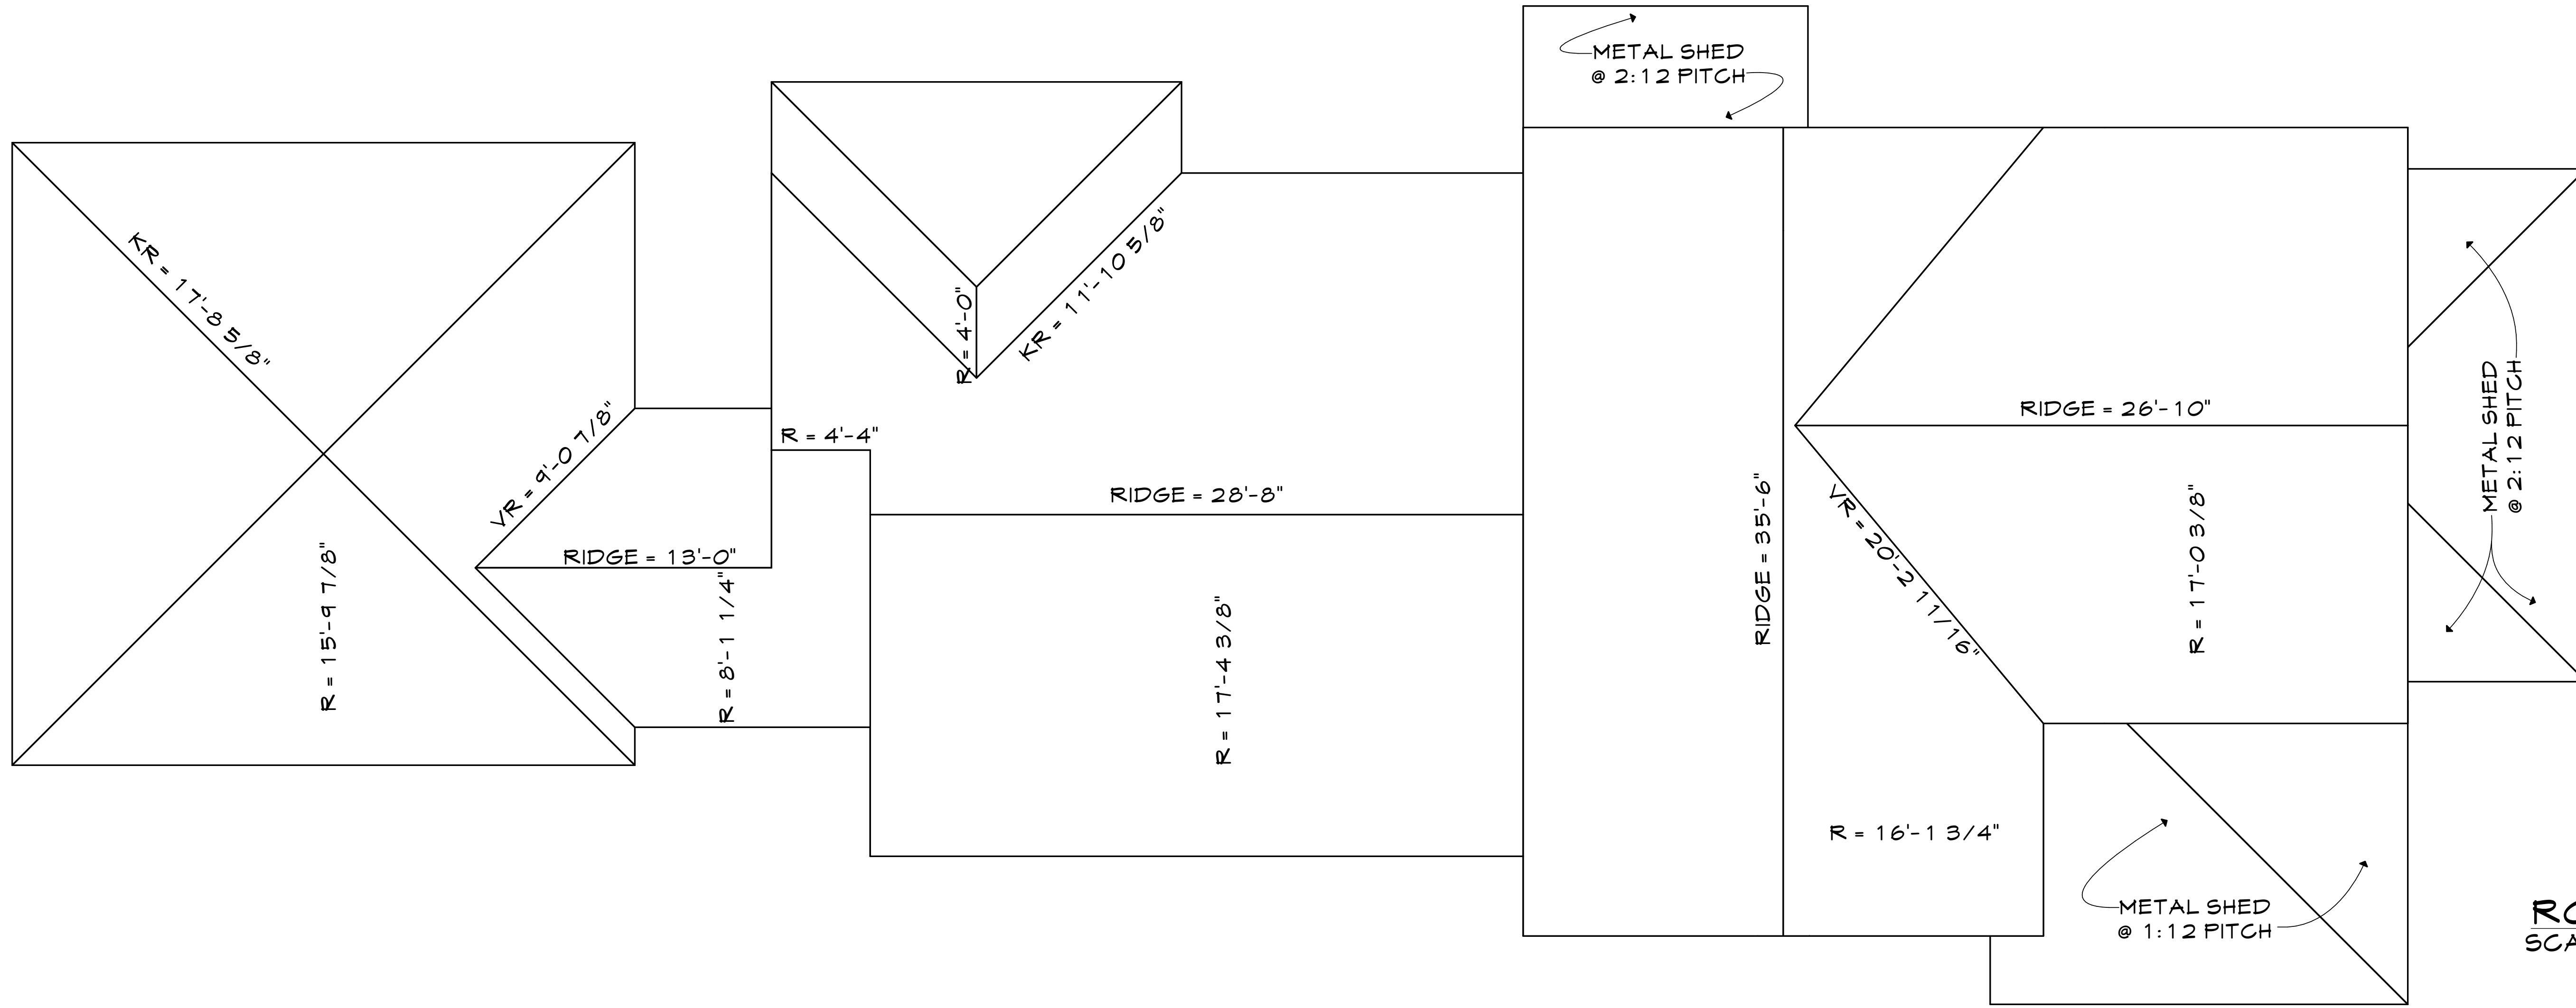 METAL SHED
@ 2:12 PITCH
KR = 17'-8 5/8"
KR = 11'-10 5/8"
R = 4'-0"
VR = 9'-0 7/8"
R = 4'-4"
RIDGE = 26'-10"
RIDGE = 28'-8"
METAL SHED
@ 2:12 PITCH
RIDGE = 13'-0"
RIDGE = 35'-6"
VR = 20'-2 11/16"
R = 17'-0 3/8"
R = 15'-9 7/8"
R = 8'-1 1/4"
R = 17'-4 3/8"
R = 16'-1 3/4"
METAL SHED
@ 1:12 PITCH